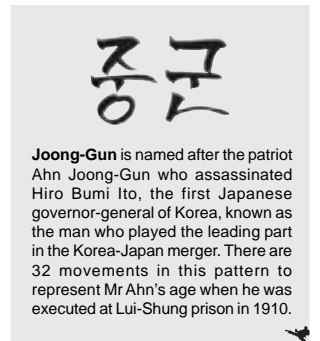 중군
Joong-Gun is named after the patriot
Ahn Joong-Gun who assassinated
Hiro Bumi Ito, the first Japanese
governor-general of Korea, known as
the man who played the leading part
in the Korea-Japan merger. There are
32 movements in this pattern to
represent Mr Ahn's age when he was
executed at Lui-Shung prison in 1910.